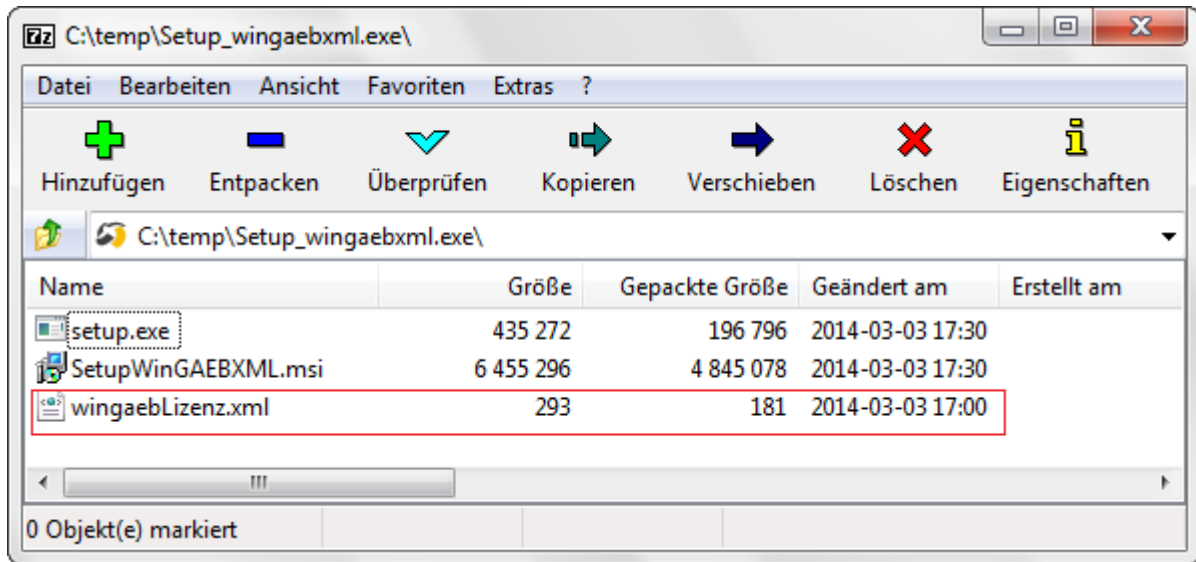 7z C:\temp\Setup_wingaebxml.exe\
Datei Bearbeiten Ansicht Favoriten Extras ?
Hinzufügen Entpacken Überprüfen Kopieren Verschieben Löschen Eigenschaften
C:\temp\Setup_wingaebxml.exe\
Name Größe Gepackte Größe Geändert am Erstellt am
setup.exe 435 272 196 796 2014-03-03 17:30
SetupWinGAEBXML.msi 6 455 296 4 845 078 2014-03-03 17:30
wingaebLizenz.xml 293 181 2014-03-03 17:00
0 Objekt(e) markiert